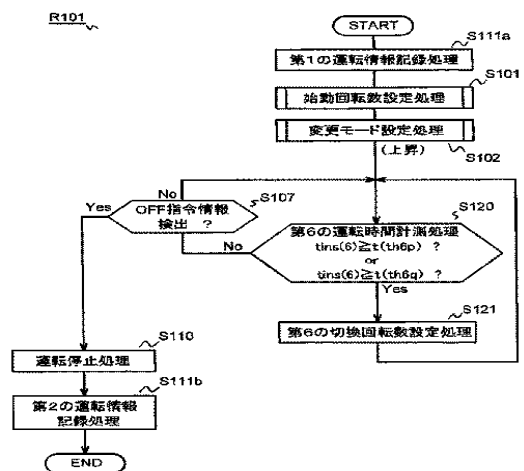 R101
START
S111a
第1の運転情報記録処理
S101
始動回転数設定処理
変更モード設定処理
(上昇)
S102
No
S107
Yes
OFF指令情報
検出 ?
S120
No
第6の運転時間計測処理
tins(6)≧t(th6p) ?
or
tins(6)≧t(th6q) ?
Yes
S121
第6の切換回転数設定処理
S110
運転停止処理
S111b
第2の運転情報
記録処理
END